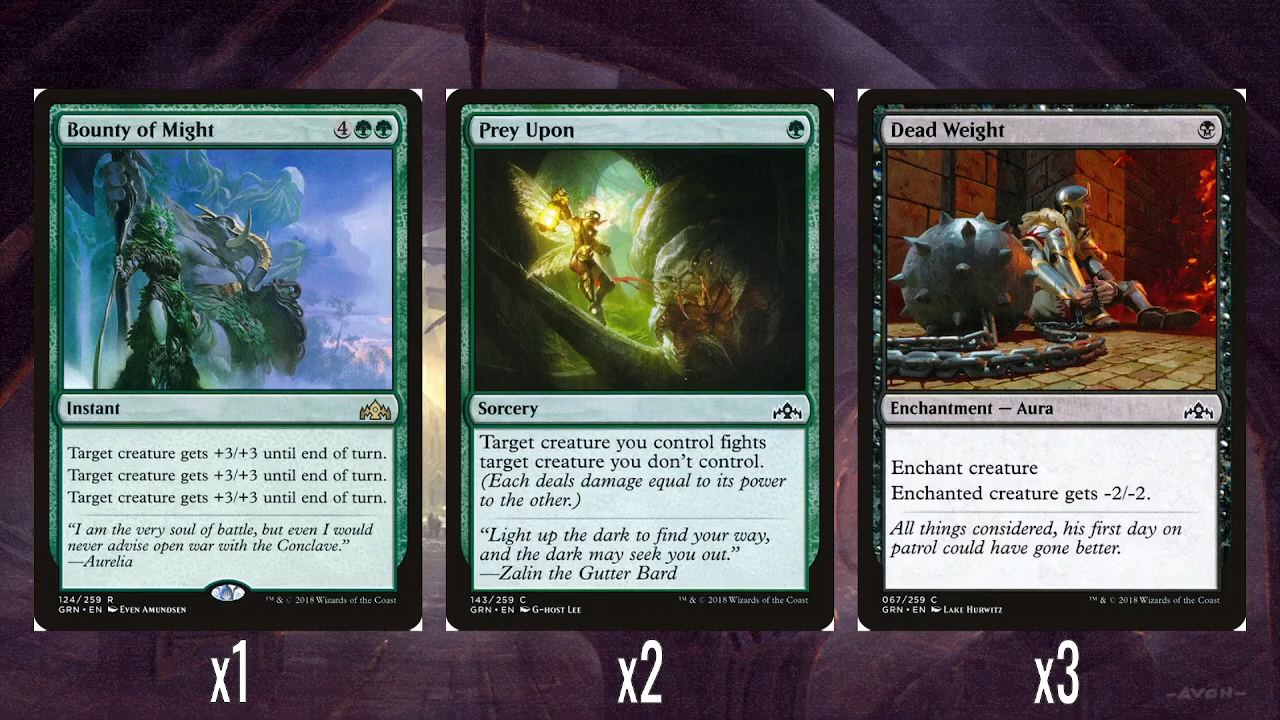 Bounty of Might 4
Instant
Target creature gets +3/+3 until end of turn.
Target creature gets +3/+3 until end of turn.
Target creature gets +3/+3 until end of turn.
“I am the very soul of battle, but even I would
never advise open war with the Conclave.”
—Aurelia
124/259 R
GRN • EN Even Amundsen
™ & © 2018 Wizards of the Coast
x1
Prey Upon
Sorcery
Target creature you control fights
target creature you don’t control.
(Each deals damage equal to its power
to the other.)
“Light up the dark to find your way,
and the dark may seek you out.”
—Zalin the Gutter Bard
143/259 C
GRN • EN G-host Lee
™ & © 2018 Wizards of the Coast
x2
Dead Weight
Enchantment — Aura
Enchant creature
Enchanted creature gets -2/-2.
All things considered, his first day on
patrol could have gone better.
067/259 C
GRN • EN Lake Hurwitz
™ & © 2018 Wizards of the Coast
x3
-AVON-